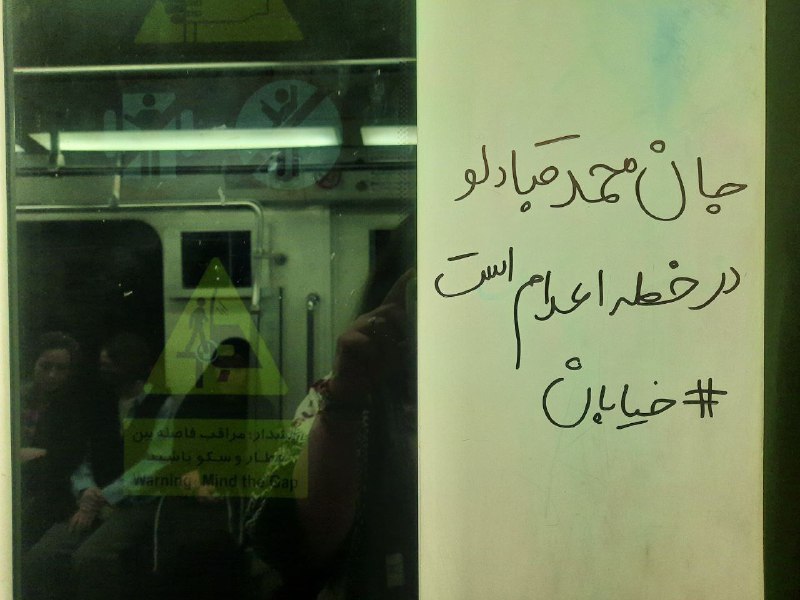 جان محمد قبادلو
در خطر اعدام است
#خیابان
هشدار: مراقب فاصله بین
قطار و سکو باشید
Warning Mind the Gap